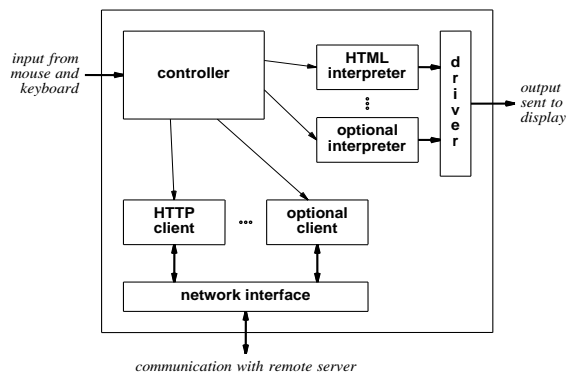 input from
mouse and
keyboard
controller
HTML
interpreter
optional
interpreter
driver
output
sent to
display
HTTP
client
optional
client
network interface
communication with remote server